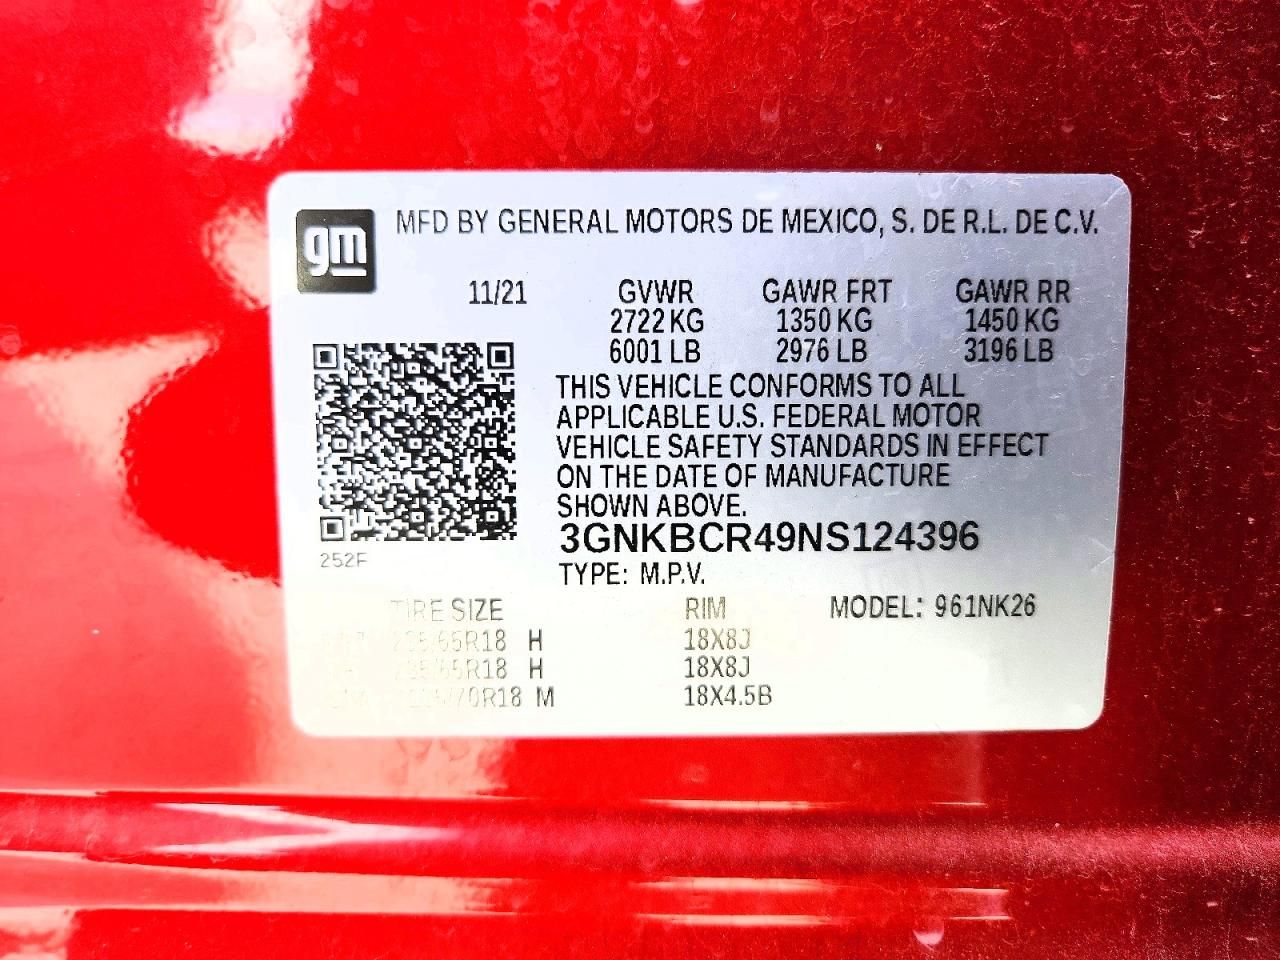 gm
MFD BY GENERAL MOTORS DE MEXICO, S. DE R.L. DE C.V.
11/21 GVWR GAWR FRT GAWR RR
2722 KG 1350 KG 1450 KG
6001 LB 2976 LB 3196 LB
THIS VEHICLE CONFORMS TO ALL
APPLICABLE U.S. FEDERAL MOTOR
VEHICLE SAFETY STANDARDS IN EFFECT
ON THE DATE OF MANUFACTURE
SHOWN ABOVE.
3GNKBCR49NS124396
252F
TYPE: M.P.V.
TIRE SIZE RIM MODEL: 961NK26
H 18X8J
H 18X8J
M 18X4.5B